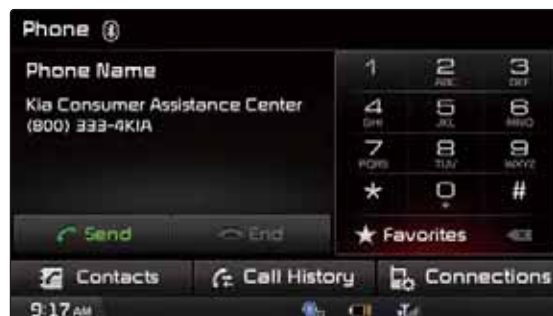 Phone
Phone Name
Kia Consumer Assistance Center
(800) 333-4KIA
1 2 ABC 3 DEF
4 GHI 5 JKL 6 MNO
7 PQRS 8 TUV 9 WXYZ
* 0 + #
Send End Favorites
Contacts Call History Connections
9:17 AM